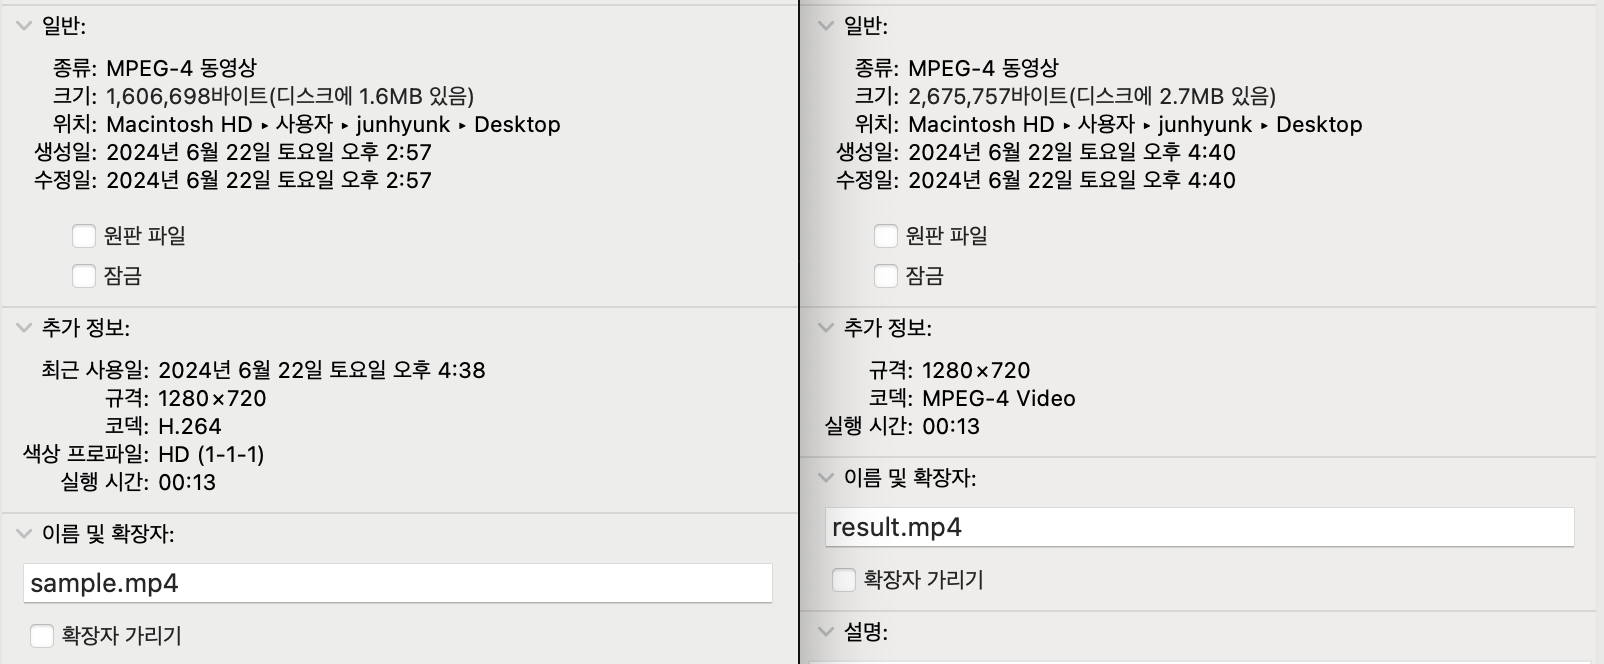 일반:
종류: MPEG-4 동영상
크기: 1,606,698바이트(디스크에 1.6MB 있음)
위치: Macintosh HD ▸ 사용자 ▸ junhyunk ▸ Desktop
생성일: 2024년 6월 22일 토요일 오후 2:57
수정일: 2024년 6월 22일 토요일 오후 2:57
원판 파일
잠금
추가 정보:
최근 사용일: 2024년 6월 22일 토요일 오후 4:38
규격: 1280×720
코덱: H.264
색상 프로파일: HD (1-1-1)
실행 시간: 00:13
이름 및 확장자:
sample.mp4
확장자 가리기
일반:
종류: MPEG-4 동영상
크기: 2,675,757바이트(디스크에 2.7MB 있음)
위치: Macintosh HD ▸ 사용자 ▸ junhyunk ▸ Desktop
생성일: 2024년 6월 22일 토요일 오후 4:40
수정일: 2024년 6월 22일 토요일 오후 4:40
원판 파일
잠금
추가 정보:
규격: 1280×720
코덱: MPEG-4 Video
실행 시간: 00:13
이름 및 확장자:
result.mp4
확장자 가리기
설명: